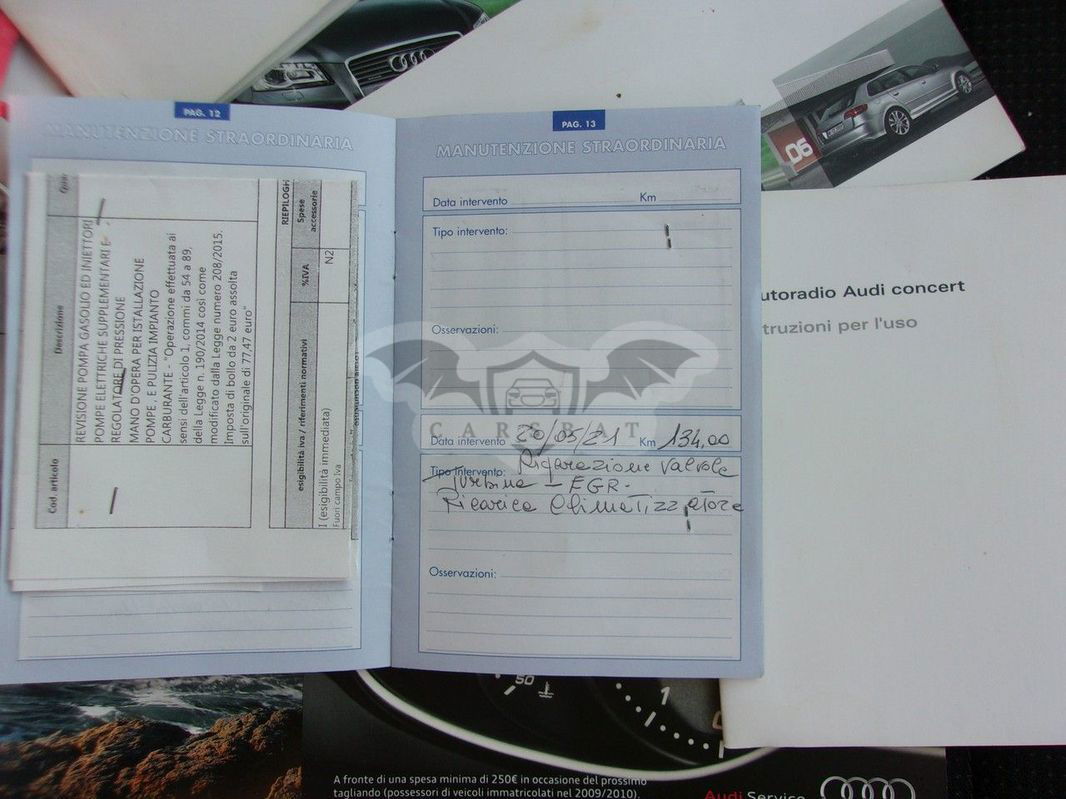 PAG. 12
MANUTENZIONE STRAORDINARIA
Cod. articolo
Descrizione
REVISIONE POMPA GASOLIO ED INIETTORI
POMPE ELETTRICHE SUPPLEMENTARI E
REGOLATORE DI PRESSIONE
MANO D'OPERA PER ISTALLAZIONE
POMPE, E PULIZIA IMPIANTO
CARBURANTE - "Operazione effettuata ai
sensi dell'articolo 1, commi da 54 a 89,
della Legge n. 190/2014 così come
modificato dalla Legge numero 208/2015.
Imposta di bollo da 2 euro assolta
sull'originale di 77,47 euro"
RIEPILOGH
esigibilità iva / riferimenti normativi
%IVA
Spese
accessorie
I (esigibilità immediata)
Fuori campo Iva
N2
PAG. 13
MANUTENZIONE STRAORDINARIA
Data intervento
Km
Tipo intervento:
Osservazioni:
CARSBAT
Data intervento 20/05/21 Km 134,00
Tipo Intervento: Riparazione valvole
Turbina - EGR-
Ricarica Climatizzatore
Osservazioni:
06
utoradio Audi concert
truzioni per l'uso
50
1
A fronte di una spesa minima di 250€ in occasione del prossimo
tagliando (possessori di veicoli immatricolati nel 2009/2010).
Audi Service